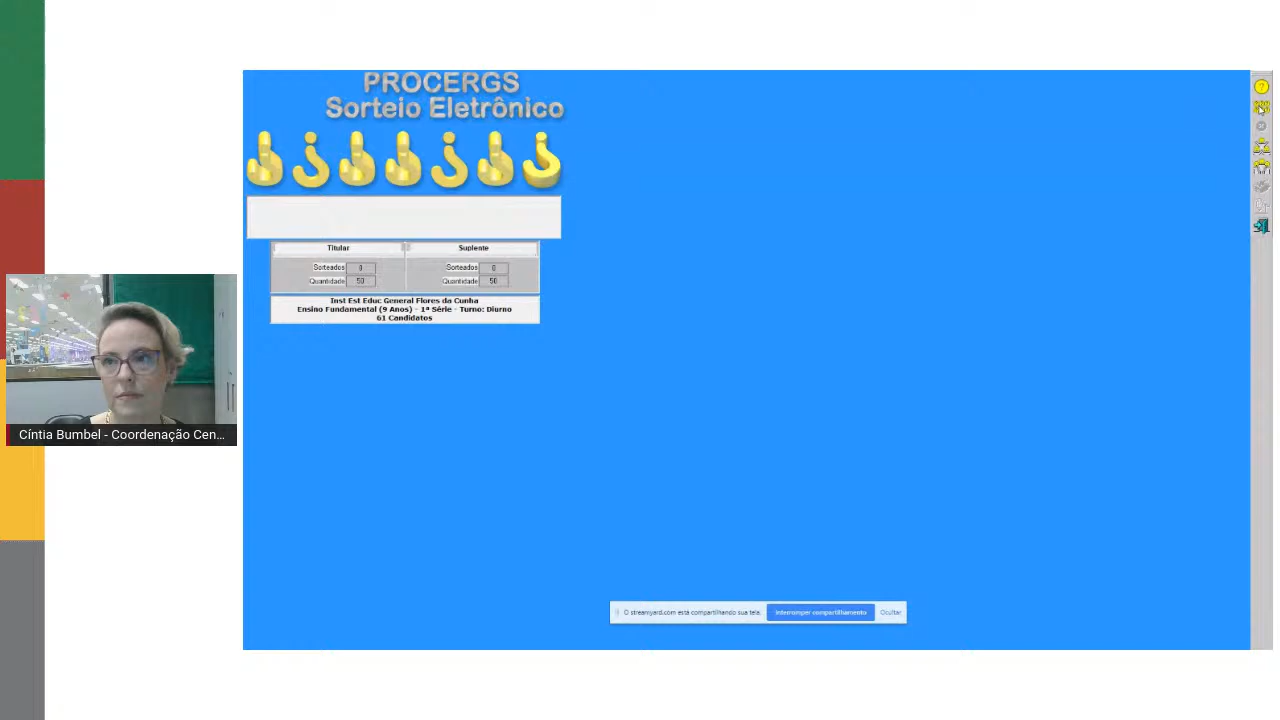 PROCERGS
Sorteio Eletrônico
Titular
Suplente
Sorteados 0
Sorteados 0
Quantidade 50
Quantidade 50
Inst Est Educ General Flores da Cunha
Ensino Fundamental (9 Anos) - 1ª Série - Turno: Diurno
61 Candidatos
Cíntia Bumbel - Coordenação Cen...
O streamyard.com está compartilhando sua tela.
Interromper compartilhamento
Ocultar